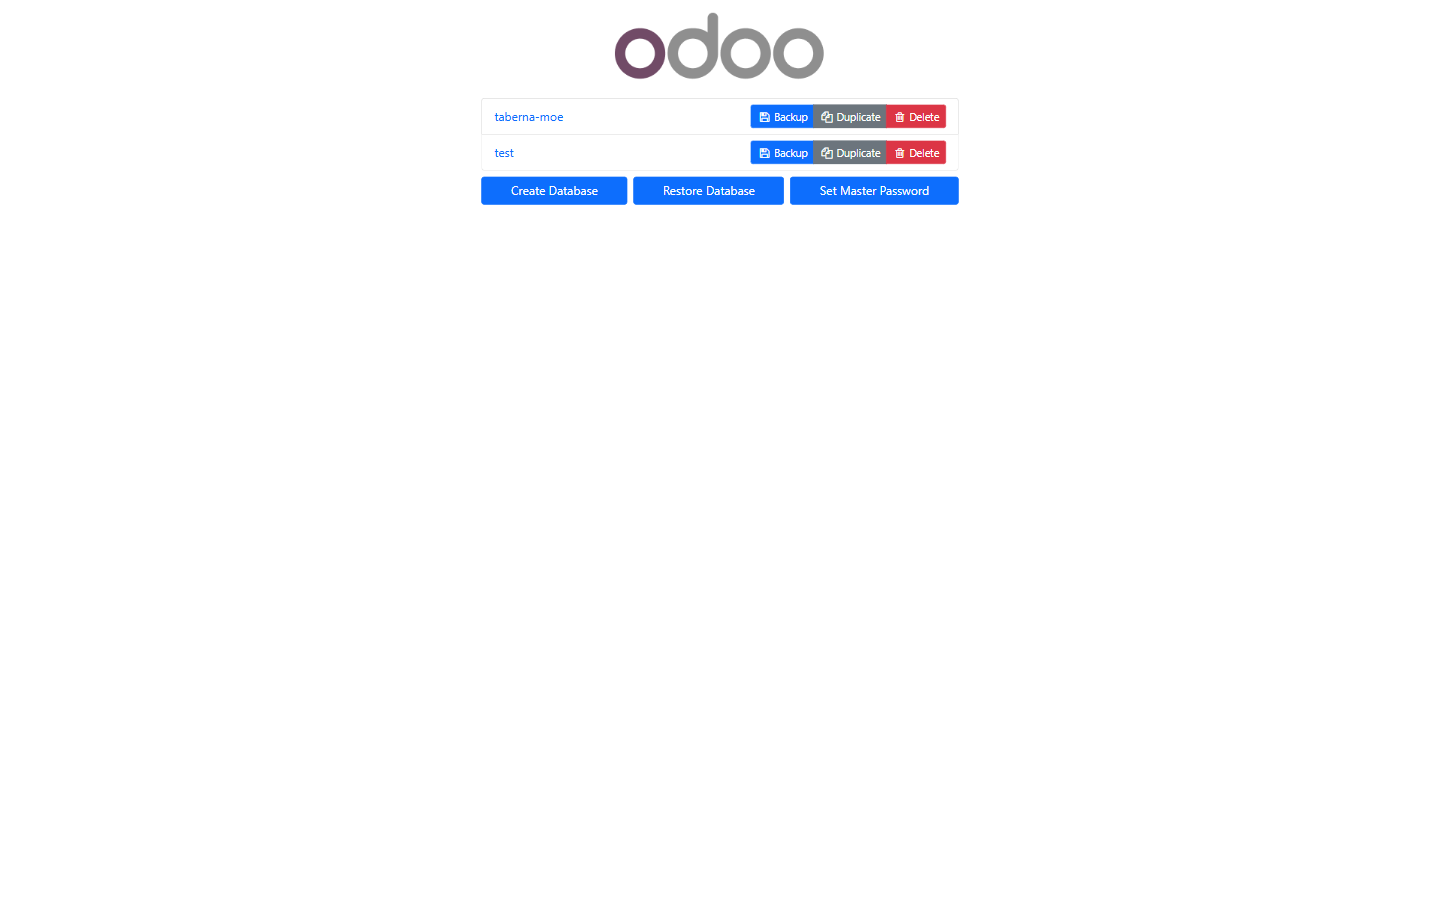 odoo
taberna-moe Backup Duplicate Delete
test Backup Duplicate Delete
Create Database Restore Database Set Master Password